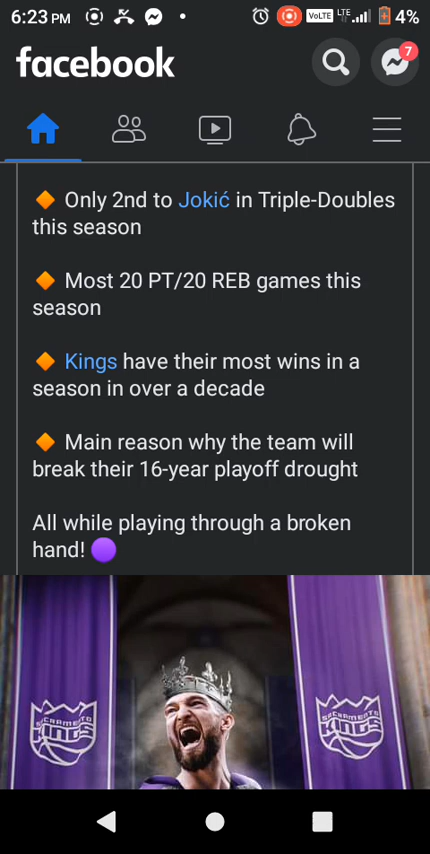 6:23 PM
VoLTE LTE 4%
facebook
7
🔶 Only 2nd to Jokić in Triple-Doubles
this season
🔶 Most 20 PT/20 REB games this
season
🔶 Kings have their most wins in a
season in over a decade
🔶 Main reason why the team will
break their 16-year playoff drought
All while playing through a broken
hand! 🟣
SACRAMENTO
KINGS
SACRAMENTO
KINGS